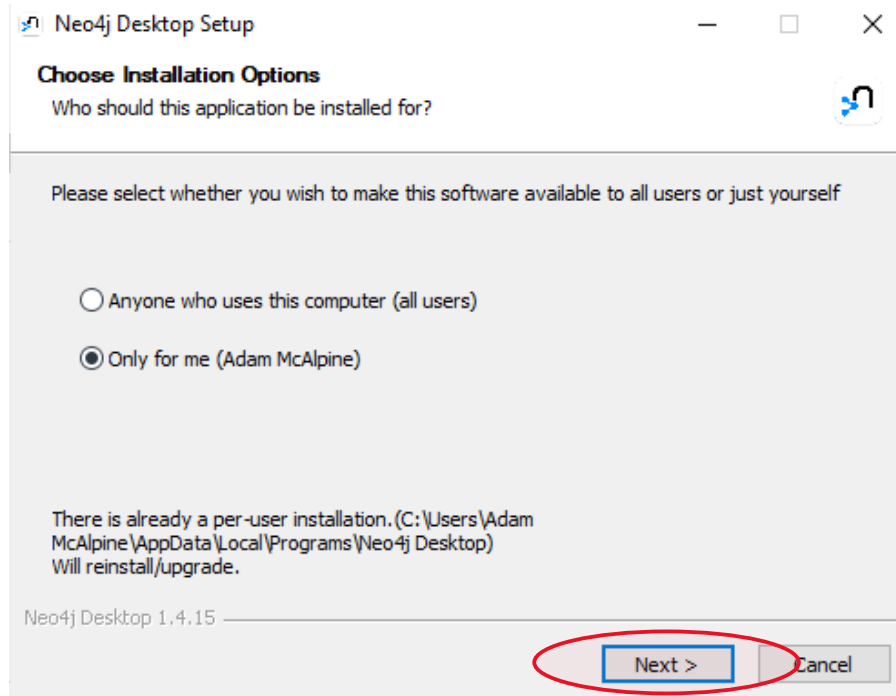 Neo4j Desktop Setup
Choose Installation Options
Who should this application be installed for?
Please select whether you wish to make this software available to all users or just yourself
Anyone who uses this computer (all users)
Only for me (Adam McAlpine)
There is already a per-user installation.(C:\Users\Adam
McAlpine\AppData\Local\Programs\Neo4j Desktop)
Will reinstall/upgrade.
Neo4j Desktop 1.4.15
Next > Cancel